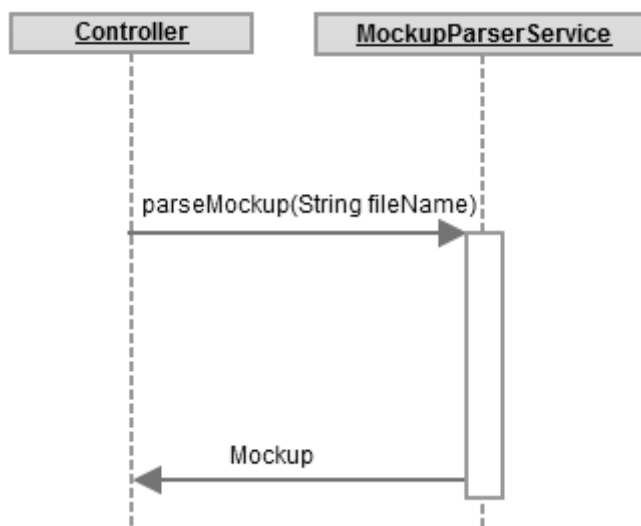 Controller
MockupParserService
parseMockup(String fileName)
Mockup